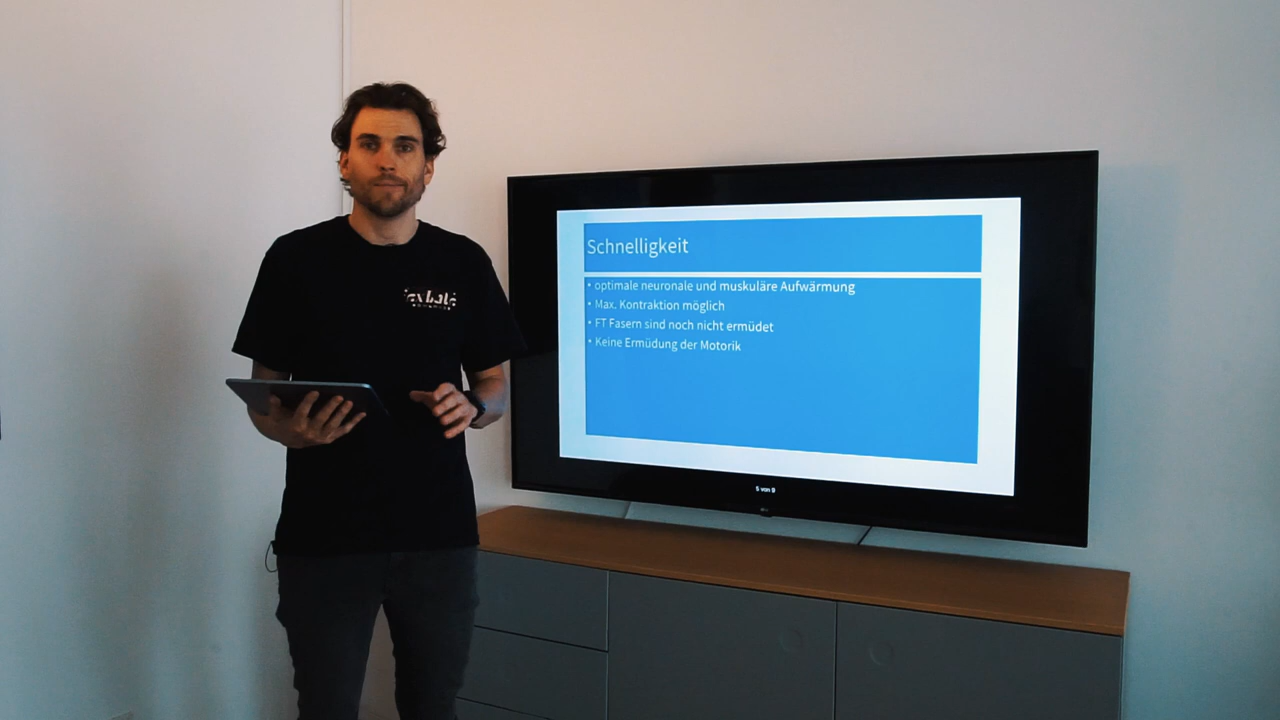 Schnelligkeit
• optimale neuronale und muskuläre Aufwärmung
• Max. Kontraktion möglich
• FT Fasern sind noch nicht ermüdet
• Keine Ermüdung der Motorik
5 von 9
LG